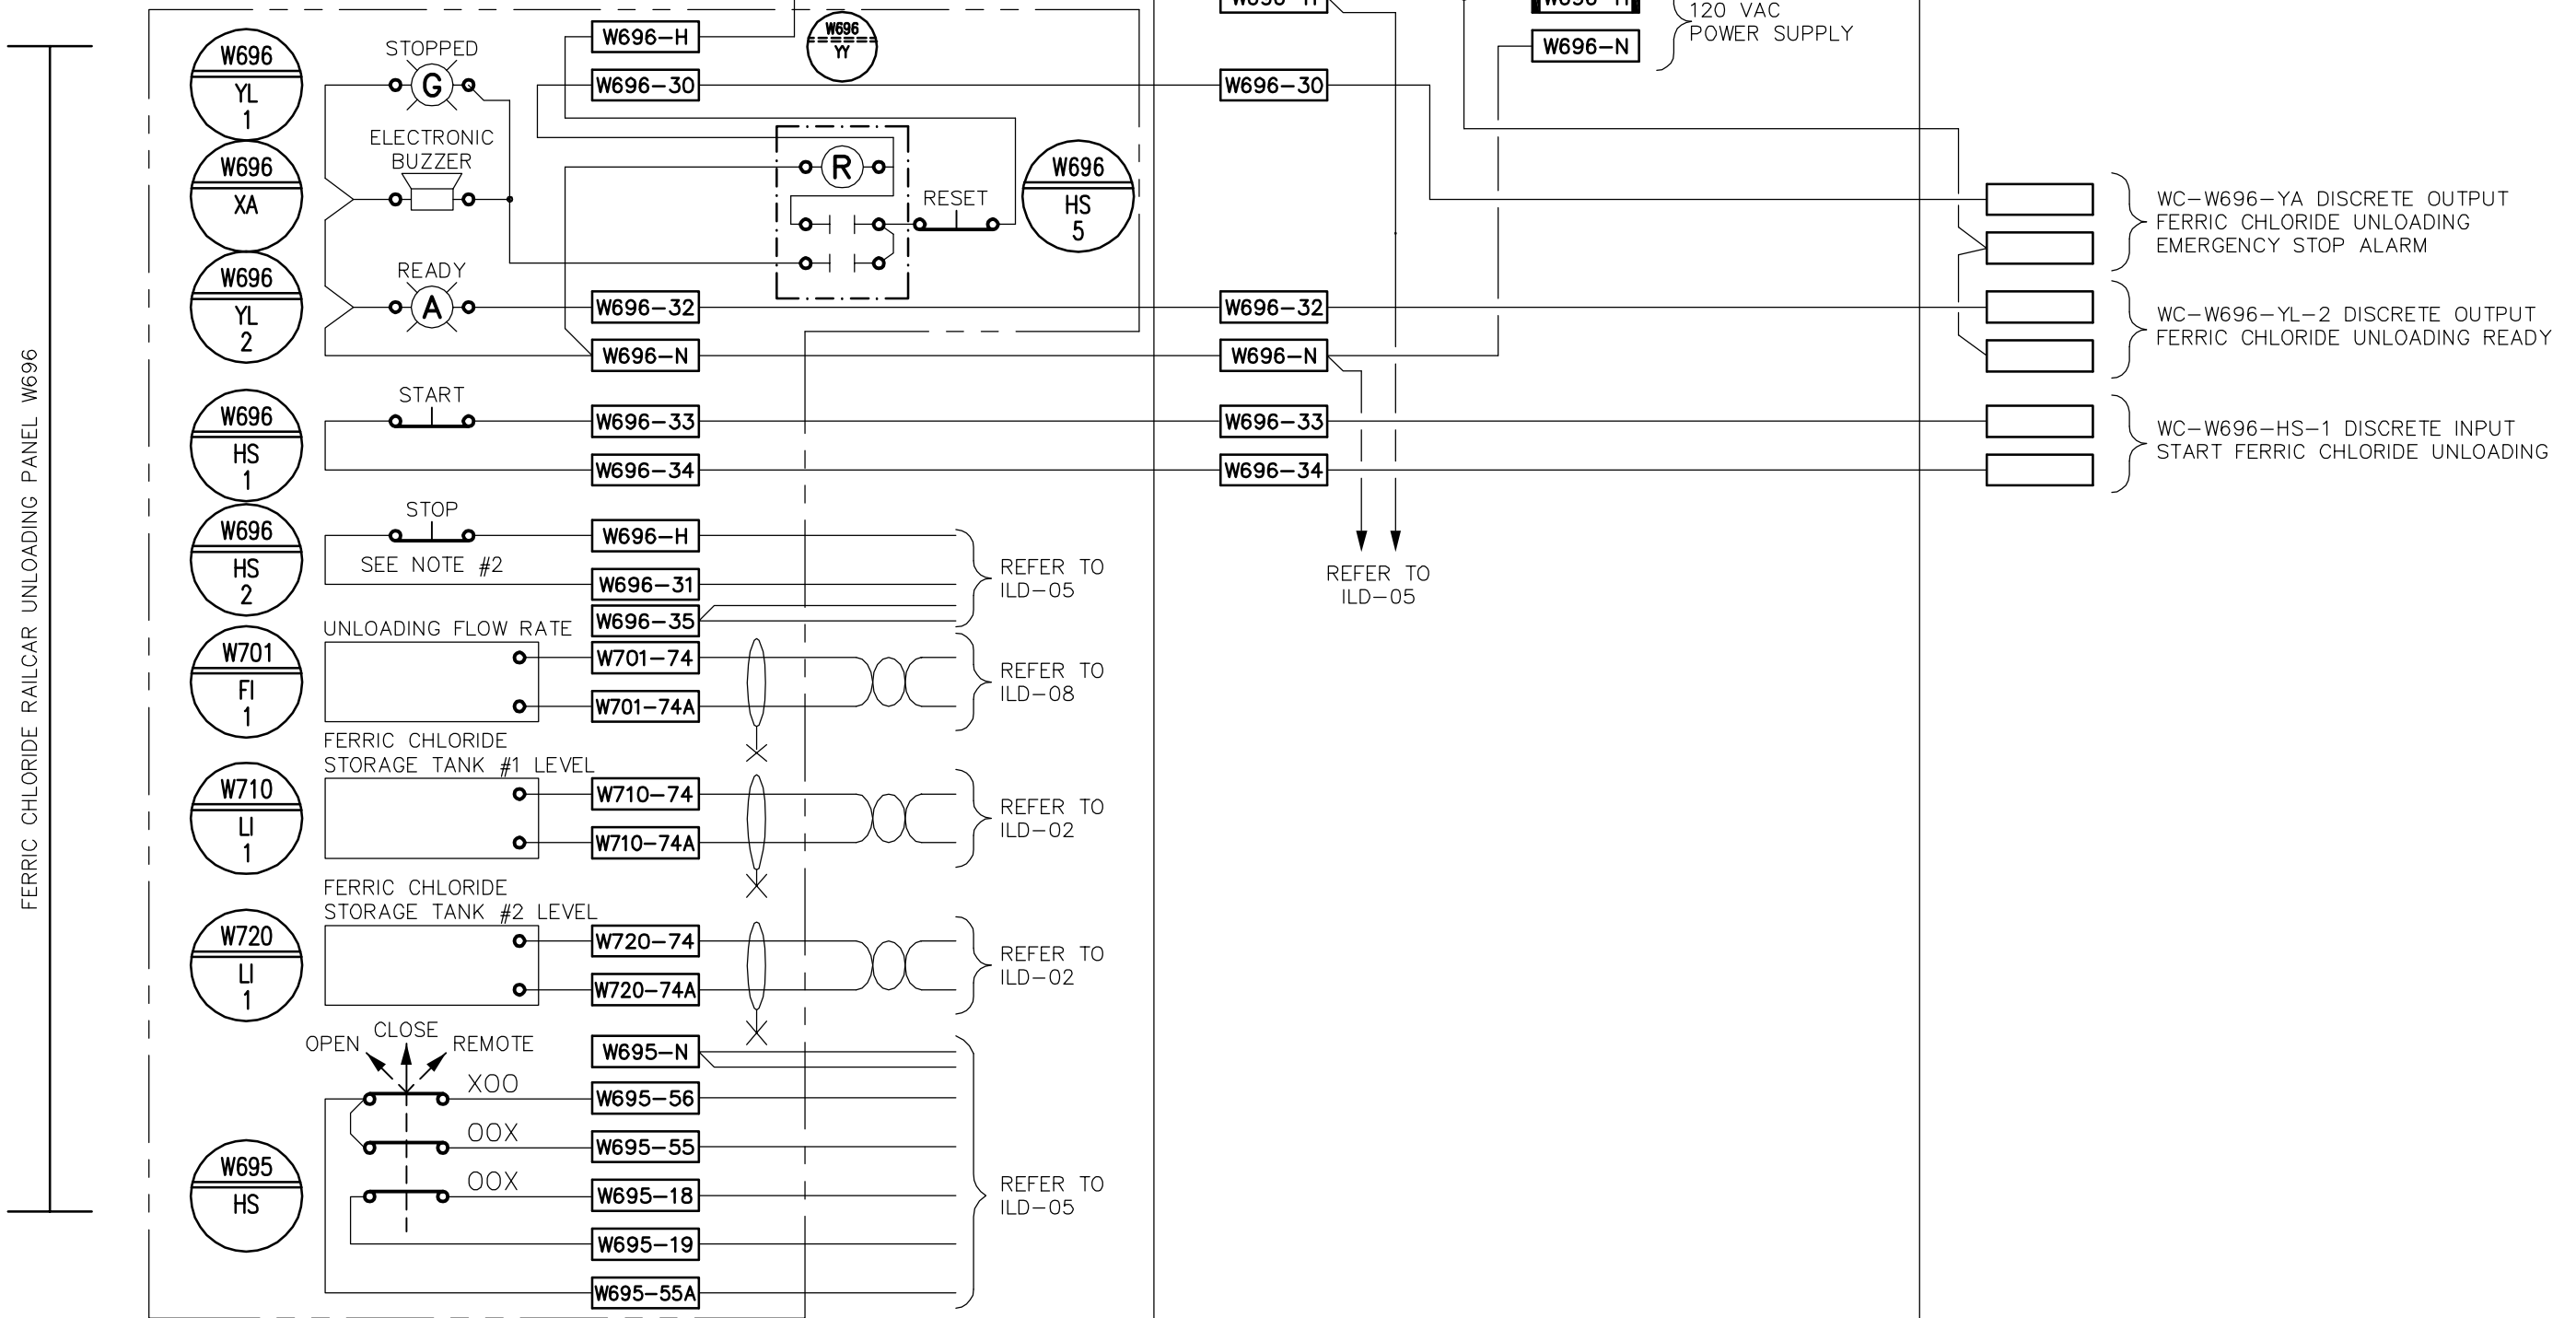 FERRIC CHLORIDE RAILCAR UNLOADING PANEL W696
W696
YL
1
STOPPED
G
W696-H
W696
YY
W696-30
W696-30
120 VAC
POWER SUPPLY
W696-N
W696
XA
ELECTRONIC
BUZZER
R
RESET
W696
HS
5
WC-W696-YA DISCRETE OUTPUT
FERRIC CHLORIDE UNLOADING
EMERGENCY STOP ALARM
W696
YL
2
READY
A
W696-32
W696-32
WC-W696-YL-2 DISCRETE OUTPUT
FERRIC CHLORIDE UNLOADING READY
W696-N
W696-N
W696
HS
1
START
W696-33
W696-33
W696-34
W696-34
WC-W696-HS-1 DISCRETE INPUT
START FERRIC CHLORIDE UNLOADING
W696
HS
2
STOP
SEE NOTE #2
W696-H
W696-31
W696-35
REFER TO
ILD-05
REFER TO
ILD-05
W701
FI
1
UNLOADING FLOW RATE
W701-74
W701-74A
REFER TO
ILD-08
W710
LI
1
FERRIC CHLORIDE
STORAGE TANK #1 LEVEL
W710-74
W710-74A
REFER TO
ILD-02
W720
LI
1
FERRIC CHLORIDE
STORAGE TANK #2 LEVEL
W720-74
W720-74A
REFER TO
ILD-02
W695
HS
OPEN
CLOSE
REMOTE
XOO
OOX
OOX
W695-N
W695-56
W695-55
W695-18
W695-19
W695-55A
REFER TO
ILD-05